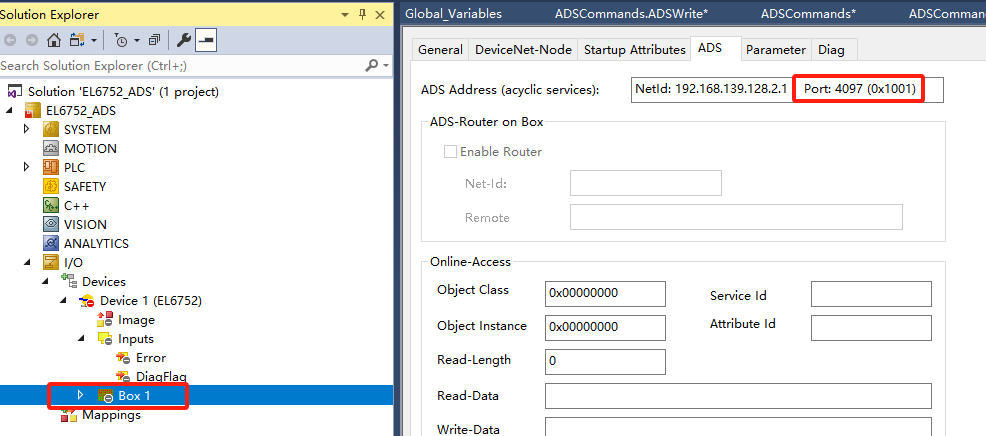 Solution Explorer
Search Solution Explorer (Ctrl+;)
Solution 'EL6752_ADS' (1 project)
EL6752_ADS
SYSTEM
MOTION
PLC
SAFETY
C++
VISION
ANALYTICS
I/O
Devices
Device 1 (EL6752)
Image
Inputs
Error
DiagFlag
Box 1
Mappings
Global_Variables ADSCommands.ADSWrite* ADSCommands* ADSComman
General DeviceNet-Node Startup Attributes ADS Parameter Diag
ADS Address (acyclic services): NetId: 192.168.139.128.2.1 Port: 4097 (0x1001)
ADS-Router on Box
Enable Router
Net-Id:
Remote
Online-Access
Object Class 0x00000000 Service Id
Object Instance 0x00000000 Attribute Id
Read-Length 0
Read-Data
Write-Data